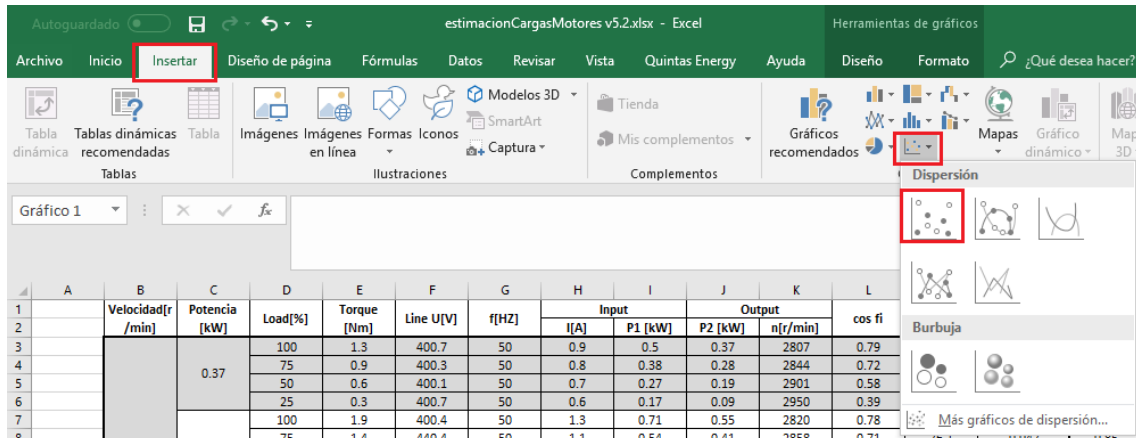 Autoguardado
estimacionCargasMotores v5.2.xlsx - Excel
Herramientas de gráficos
Archivo Inicio Insertar Diseño de página Fórmulas Datos Revisar Vista Quintas Energy Ayuda Diseño Formato ¿Qué desea hacer?
Tabla dinámica
Tablas dinámicas recomendadas
Tabla
Imágenes
Imágenes en línea
Formas
Iconos
Modelos 3D
SmartArt
Captura
Tienda
Mis complementos
Gráficos recomendados
Mapas
Gráfico dinámico
3D
Tablas
Ilustraciones
Complementos
Dispersión
Gráfico 1
fx
A B C D E F G H I J K L
1 Velocidad[r Potencia Load[%] Torque Line U[V] f[HZ] Input Output cos fi
2 /min] [kW] [Nm] I[A] P1 [kW] P2 [kW] n[r/min]
Burbuja
3 100 1.3 400.7 50 0.9 0.5 0.37 2807 0.79
4 0.37 75 0.9 400.3 50 0.8 0.38 0.28 2844 0.72
5 50 0.6 400.1 50 0.7 0.27 0.19 2901 0.58
6 25 0.3 400.7 50 0.6 0.17 0.09 2950 0.39
7 100 1.9 400.4 50 1.3 0.71 0.55 2820 0.78
Más gráficos de dispersión...